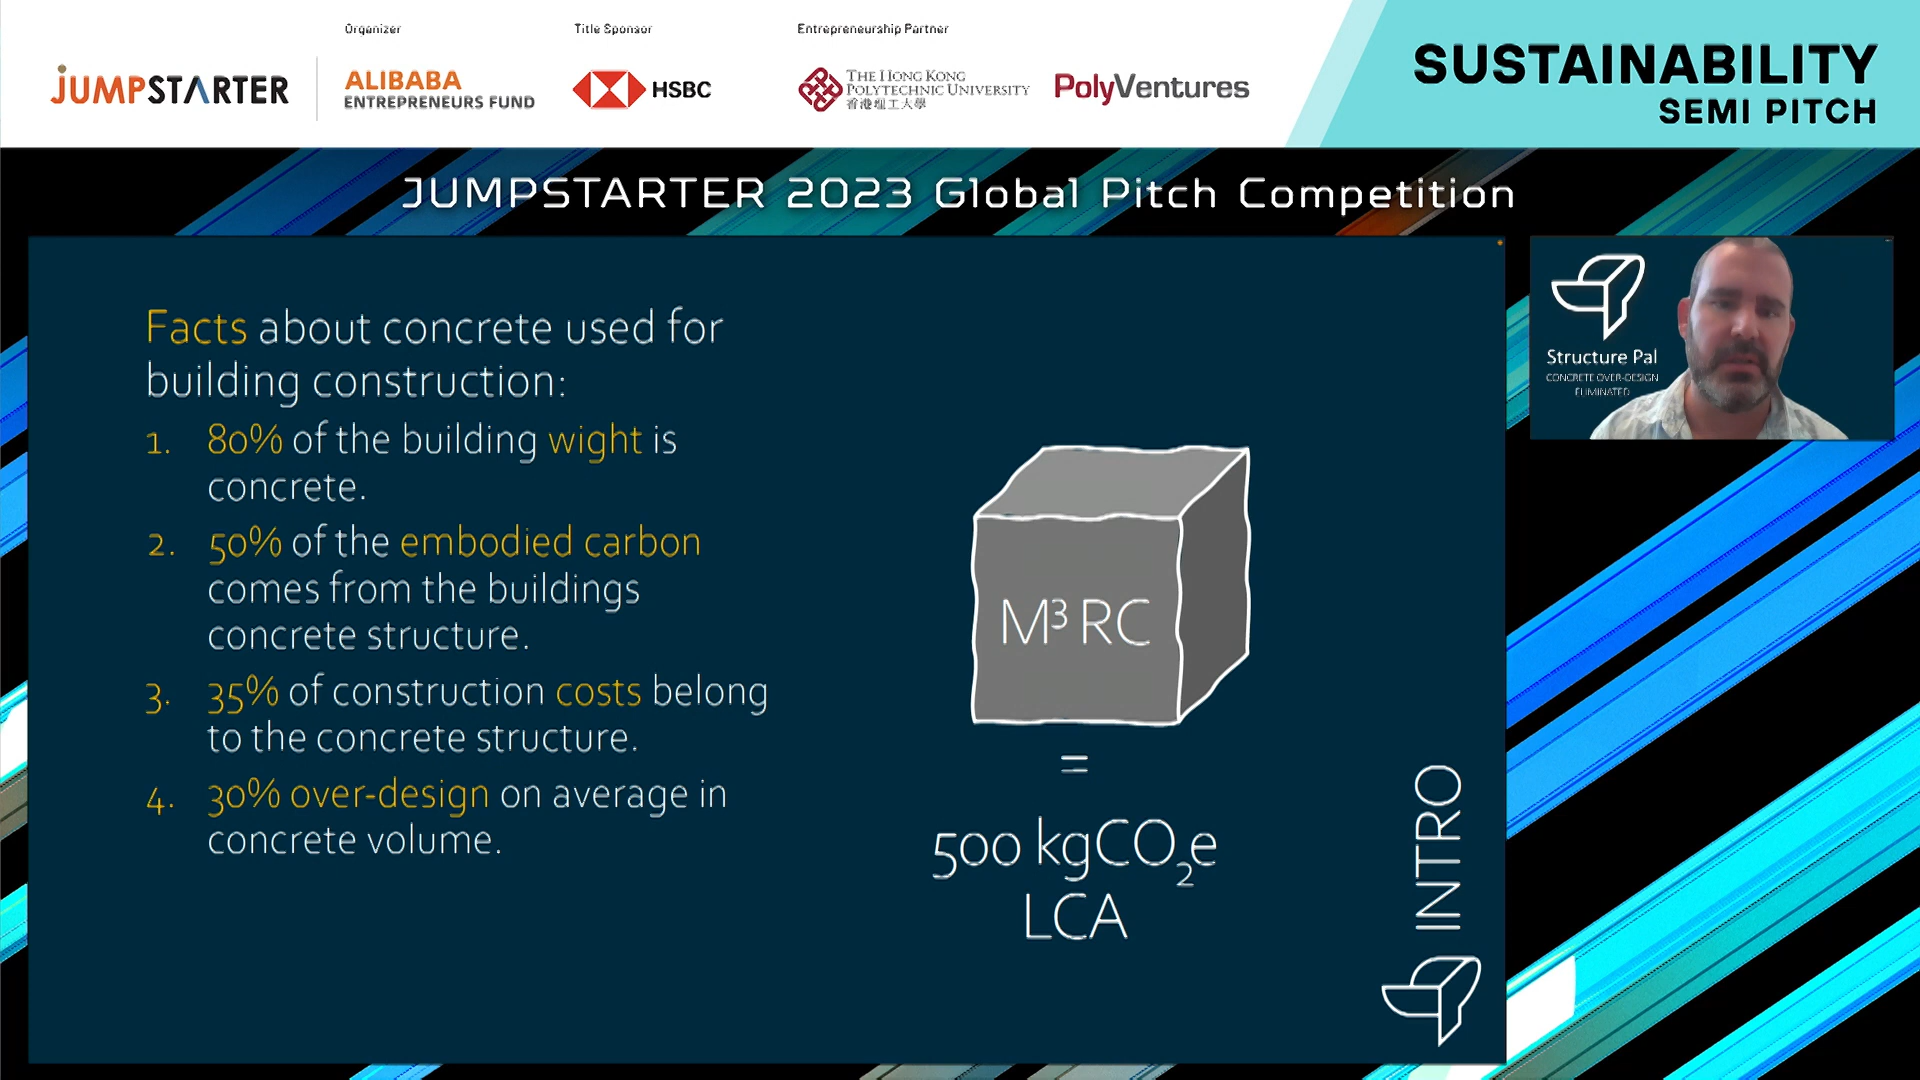 Organizer
Title Sponsor
Entrepreneurship Partner
JUMPSTARTER
ALIBABA
ENTREPRENEURS FUND
HSBC
THE HONG KONG
POLYTECHNIC UNIVERSITY
香港理工大學
PolyVentures
SUSTAINABILITY
SEMI PITCH
JUMPSTARTER 2023 Global Pitch Competition
Facts about concrete used for
building construction:
1. 80% of the building wight is
concrete.
2. 50% of the embodied carbon
comes from the buildings
concrete structure.
3. 35% of construction costs belong
to the concrete structure.
4. 30% over-design on average in
concrete volume.
M³ RC
=
500 kgCO₂e
LCA
INTRO
Structure Pal
CONCRETE OVER-DESIGN
ELIMINATED